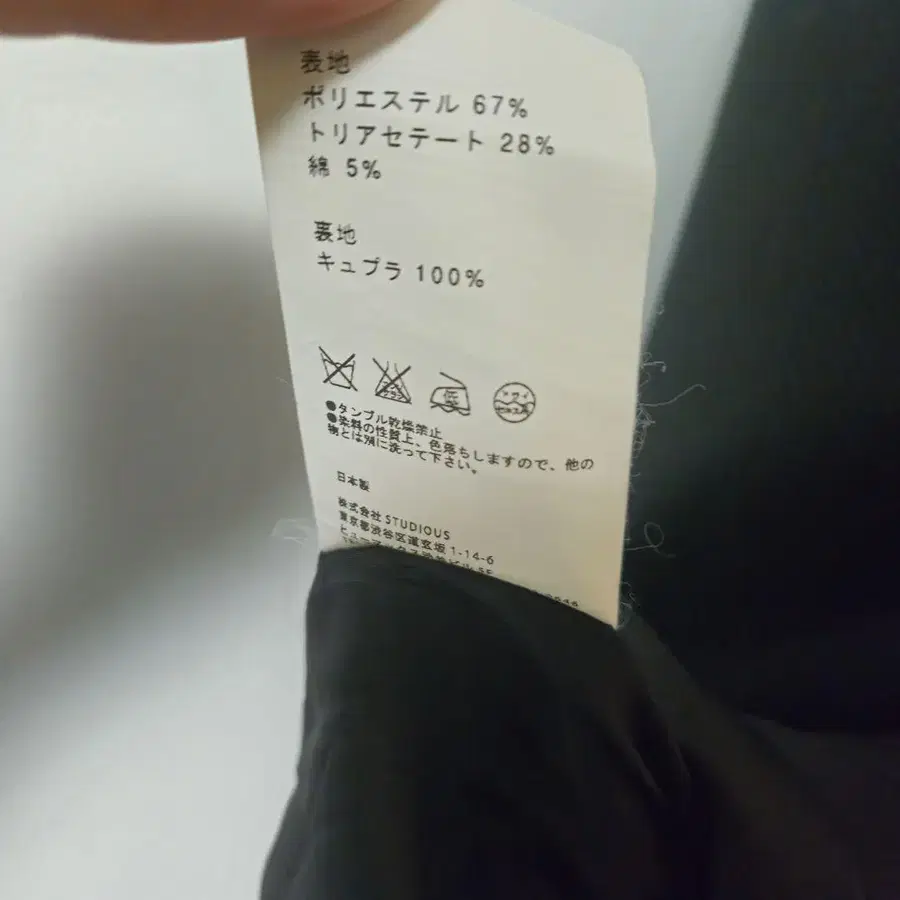 表地
ポリエステル 67%
トリアセテート 28%
綿 5%
裏地
キュプラ 100%
低
ドライ
●タンブル乾燥禁止
●染料の性質上、色落ちしますので、他の
物とは別に洗って下さい。
日本製
株式会社 STUDIOUS
東京都渋谷区道玄坂 1-14-6